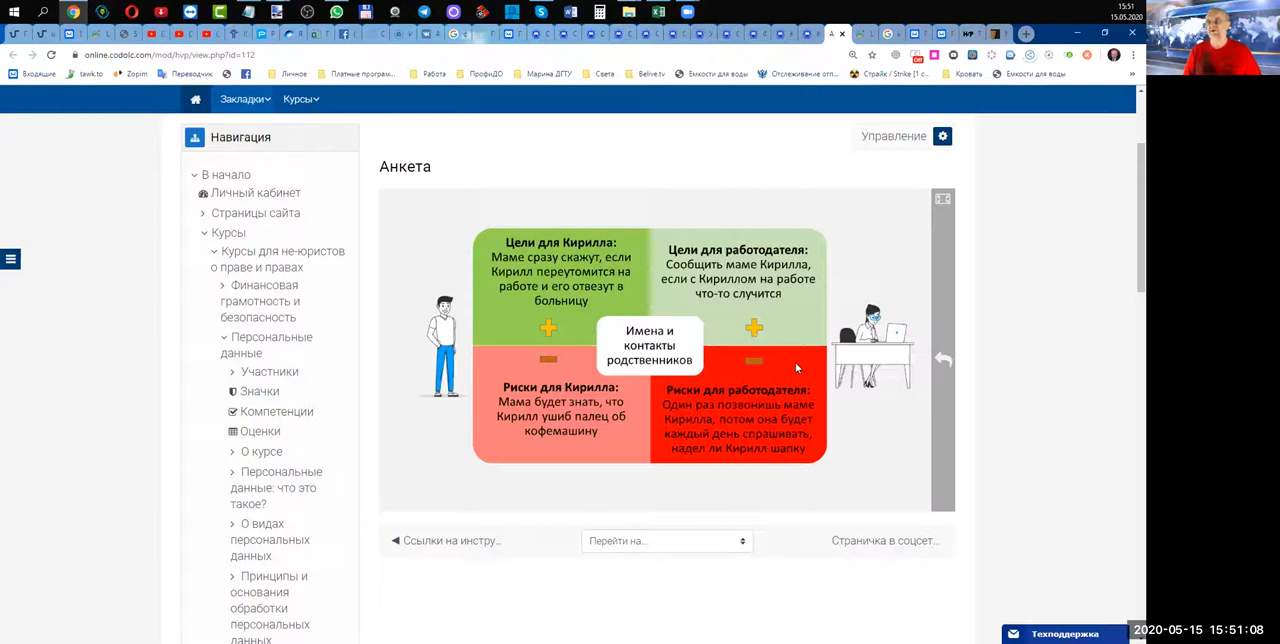 15:51
15.05.2020
online.codolc.com/mod/hvp/view.php?id=112
Входящие
tawk.to
Zopim
Переводчик
Личное
Платные програм...
Работа
ПрофиДО
Марина ДГТУ
Света
Belive.tv
Емкости для воды
Отслеживание отп...
Страйк / Strike [1 с...
Кровать
Емкости для воды
Закладки
Курсы
Навигация
В начало
Личный кабинет
Страницы сайта
Курсы
Курсы для не-юристов
о праве и правах
Финансовая
грамотность и
безопасность
Персональные
данные
Участники
Значки
Компетенции
Оценки
О курсе
Персональные
данные: что это
такое?
О видах
персональных
данных
Принципы и
основания
обработки
персональных
данных
Управление
Анкета
Цели для Кирилла:
Маме сразу скажут, если
Кирилл переутомится на
работе и его отвезут в
больницу
Цели для работодателя:
Сообщить маме Кирилла,
если с Кириллом на работе
что-то случится
Имена и
контакты
родственников
Риски для Кирилла:
Мама будет знать, что
Кирилл ушиб палец об
кофемашину
Риски для работодателя:
Один раз позвонишь маме
Кирилла, потом она будет
каждый день спрашивать,
надел ли Кирилл шапку
◀ Ссылки на инстру...
Перейти на...
Страничка в соцсет...
Техподдержка
2020-05-15 15:51:08